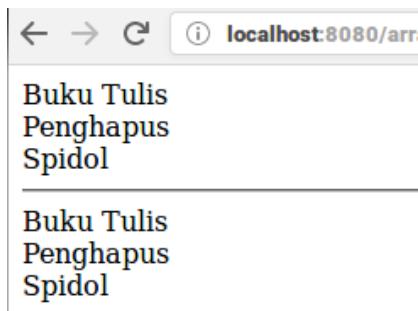 localhost:8080/arr
Buku Tulis
Penghapus
Spidol
Buku Tulis
Penghapus
Spidol